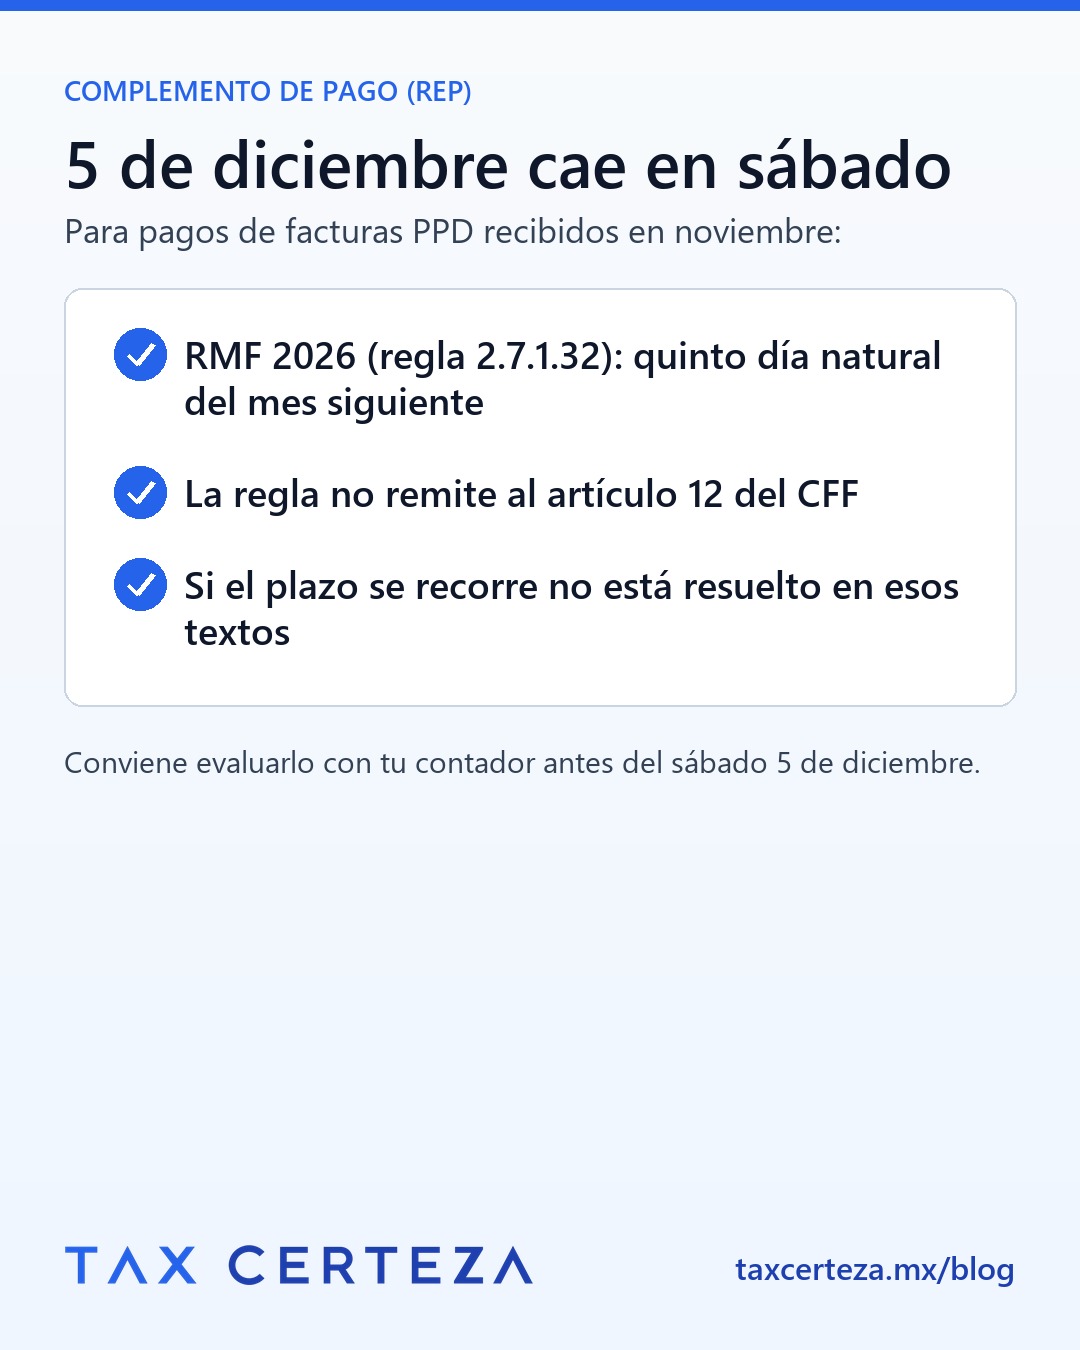 COMPLEMENTO DE PAGO (REP)
5 de diciembre cae en sábado
Para pagos de facturas PPD recibidos en noviembre:
RMF 2026 (regla 2.7.1.32): quinto día natural
del mes siguiente
La regla no remite al artículo 12 del CFF
Si el plazo se recorre no está resuelto en esos
textos
Conviene evaluarlo con tu contador antes del sábado 5 de diciembre.
TAX CERTEZA
taxcerteza.mx/blog